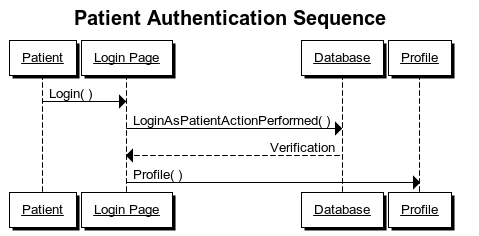 Patient Authentication Sequence
Patient Login Page Database Profile
Login( )
LoginAsPatientActionPerformed( )
Verification
Profile( )
Patient Login Page Database Profile